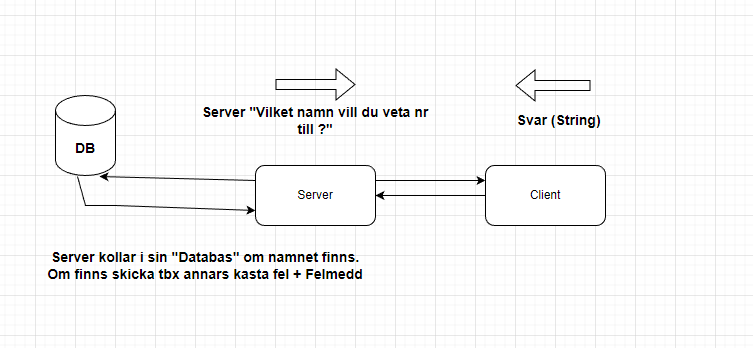 Server "Vilket namn vill du veta nr
till ?"
Svar (String)
DB
Server
Client
Server kollar i sin "Databas" om namnet finns.
Om finns skicka tbx annars kasta fel + Felmedd